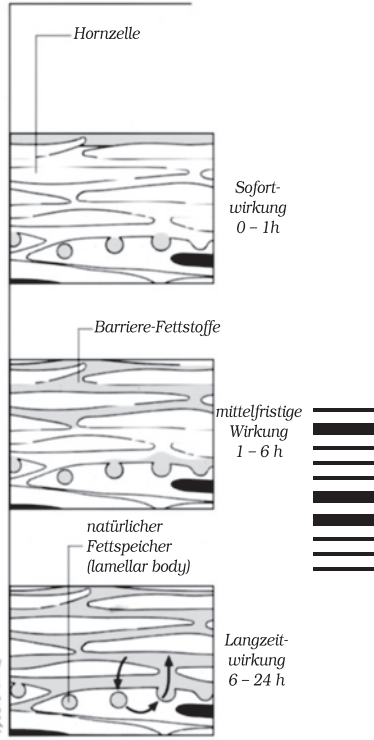 Hornzelle
Sofort-
wirkung
0 – 1h
Barriere-Fettstoffe
mittelfristige
Wirkung
1 – 6 h
natürlicher
Fettspeicher
(lamellar body)
Langzeit-
wirkung
6 – 24 h